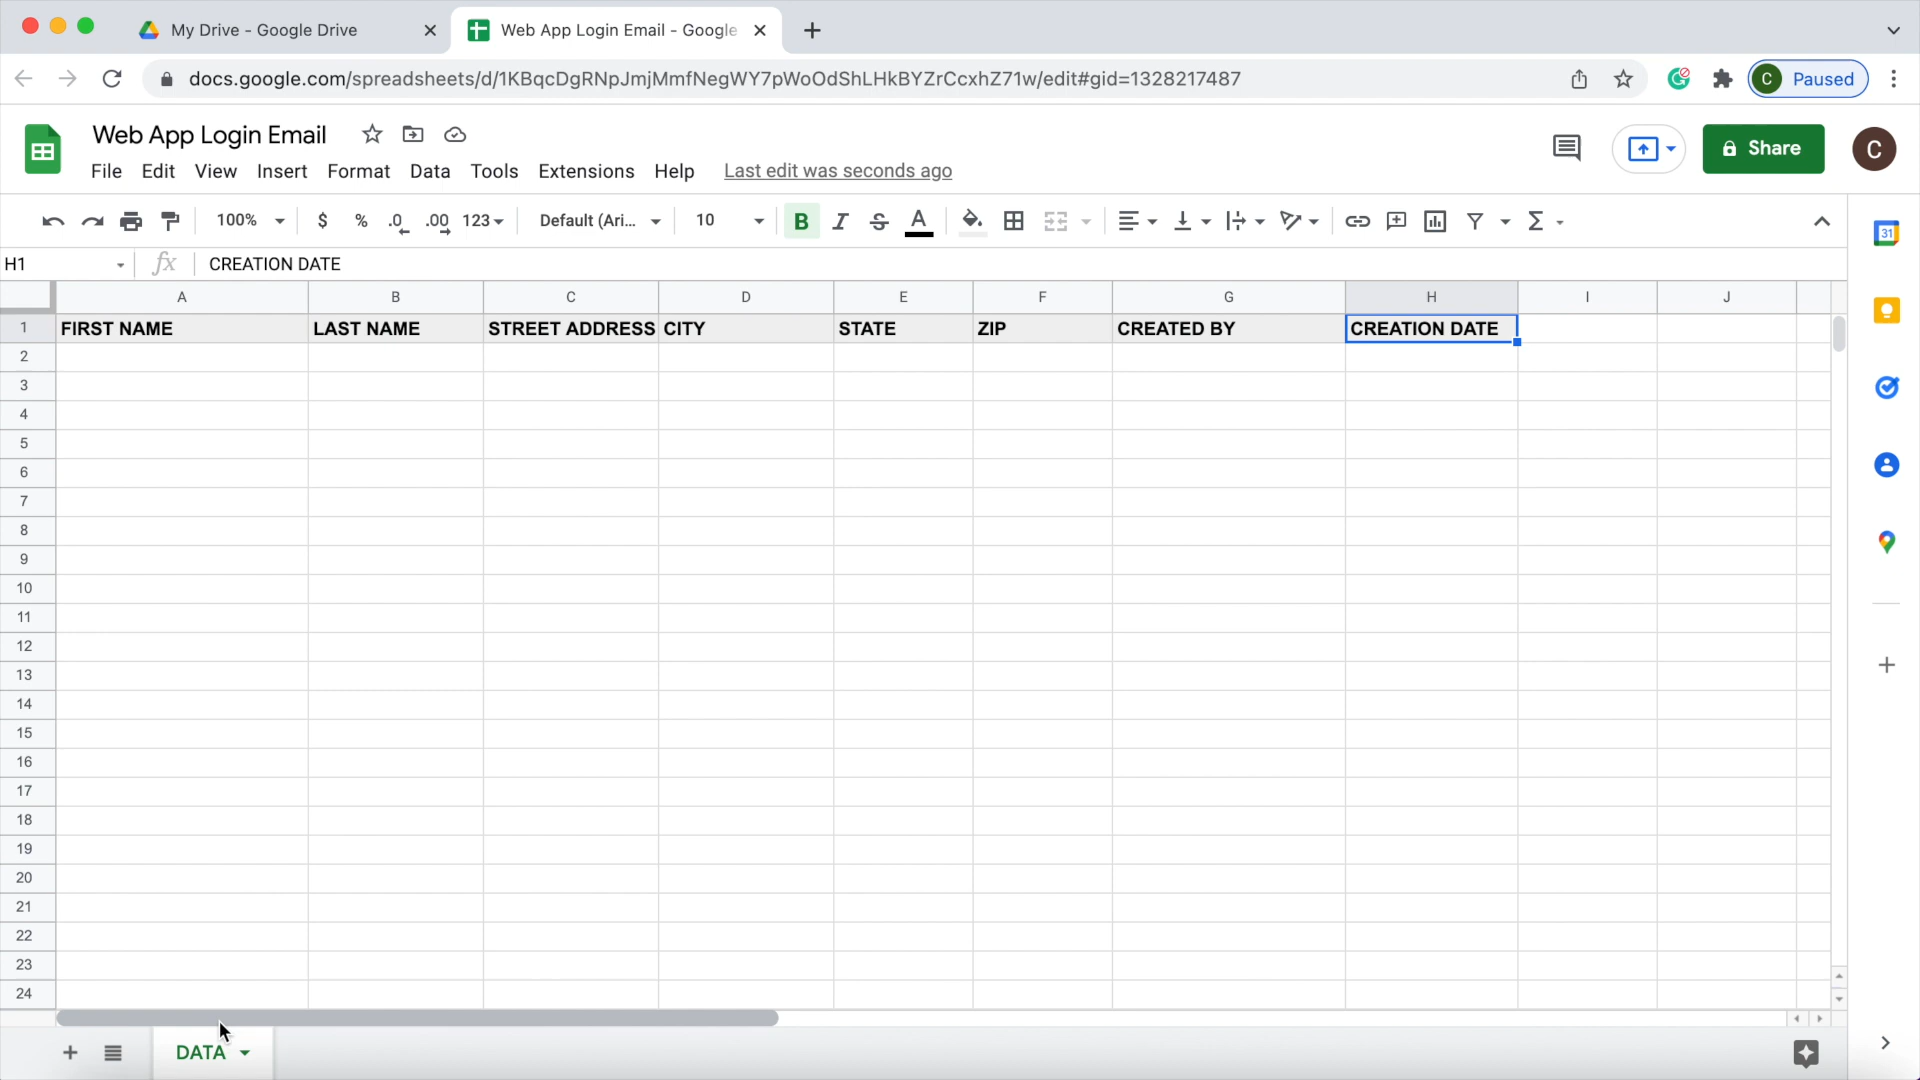 My Drive - Google Drive
Web App Login Email - Google
docs.google.com/spreadsheets/d/1KBqcDgRNpJmjMmfNegWY7pWoOdShLHkBYZrCcxhZ71w/edit#gid=1328217487
C Paused
Web App Login Email
Share
C
File Edit View Insert Format Data Tools Extensions Help Last edit was seconds ago
100% $ % .0 .00 123 Default (Ari... 10 B I S A Σ
31
H1 fx CREATION DATE
A B C D E F G H I J
1 FIRST NAME LAST NAME STREET ADDRESS CITY STATE ZIP CREATED BY CREATION DATE
2
3
4
5
6
7
8
9
10
11
12
13
14
15
16
17
18
19
20
21
22
23
24
DATA